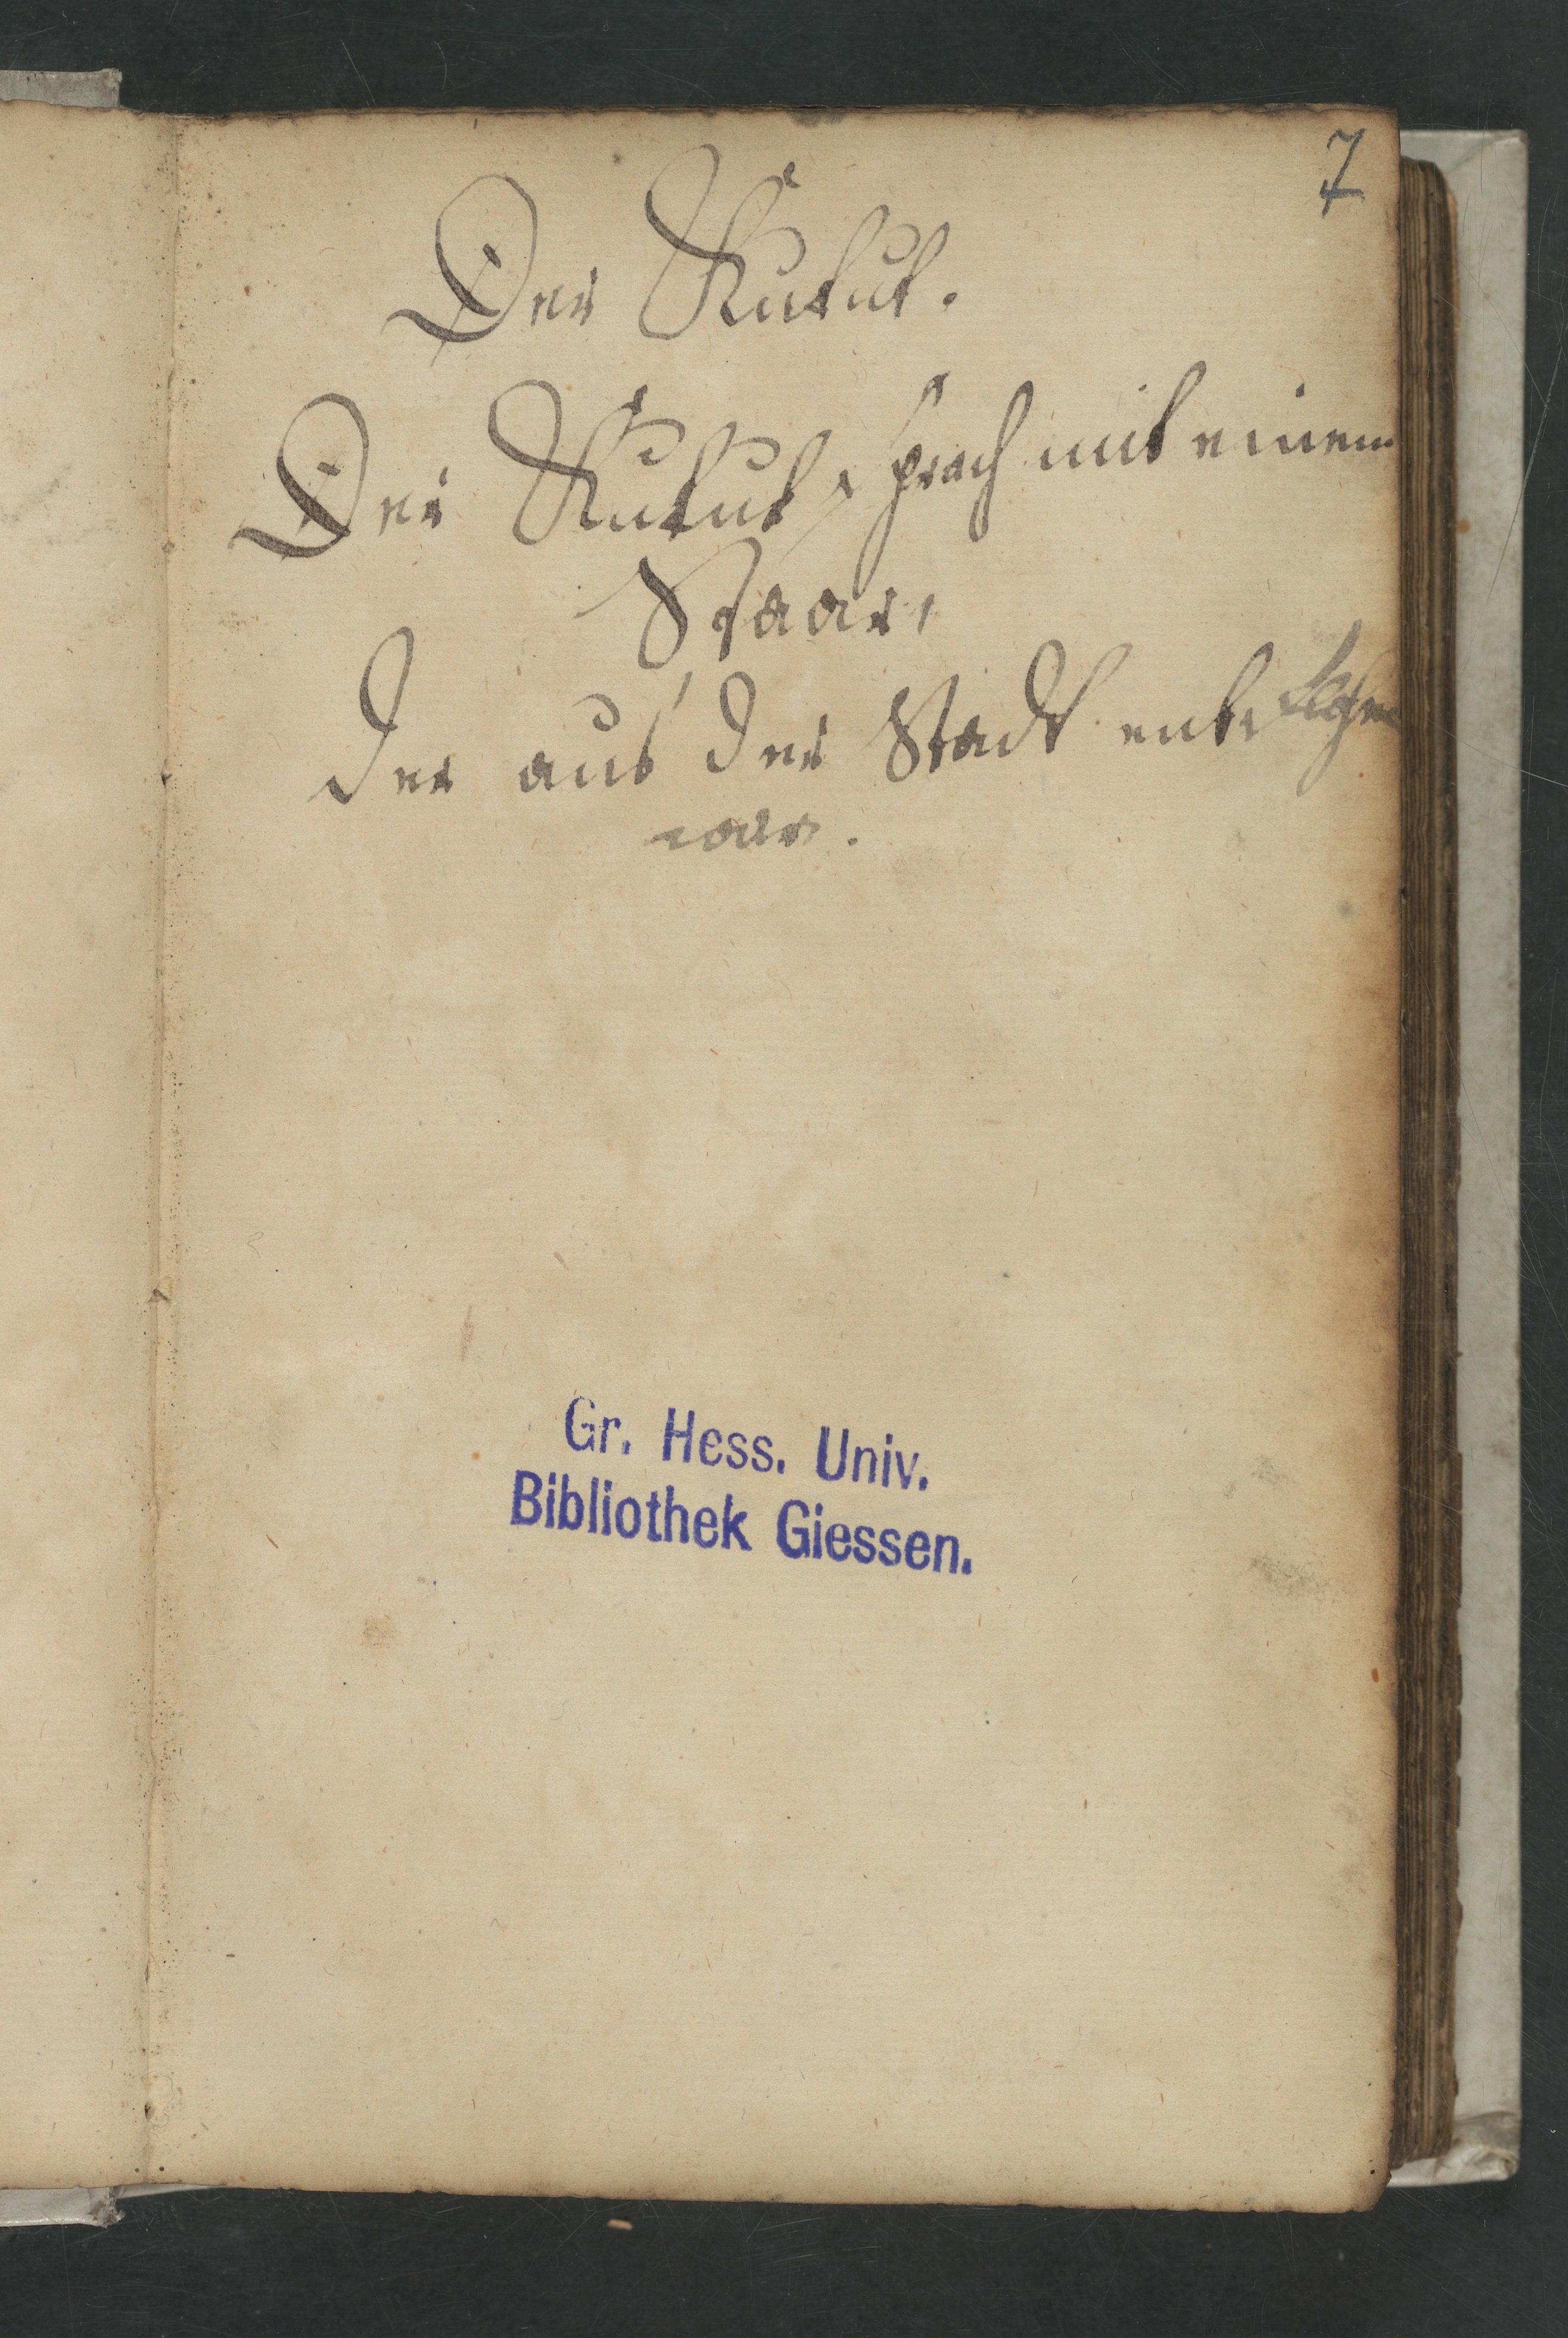 7
Der Kukuk.
Der Kukuk sprach mit einem
Staar,
der aus der Stadt ent
war.
Gr. Hess. Univ.
Bibliothek Giessen.